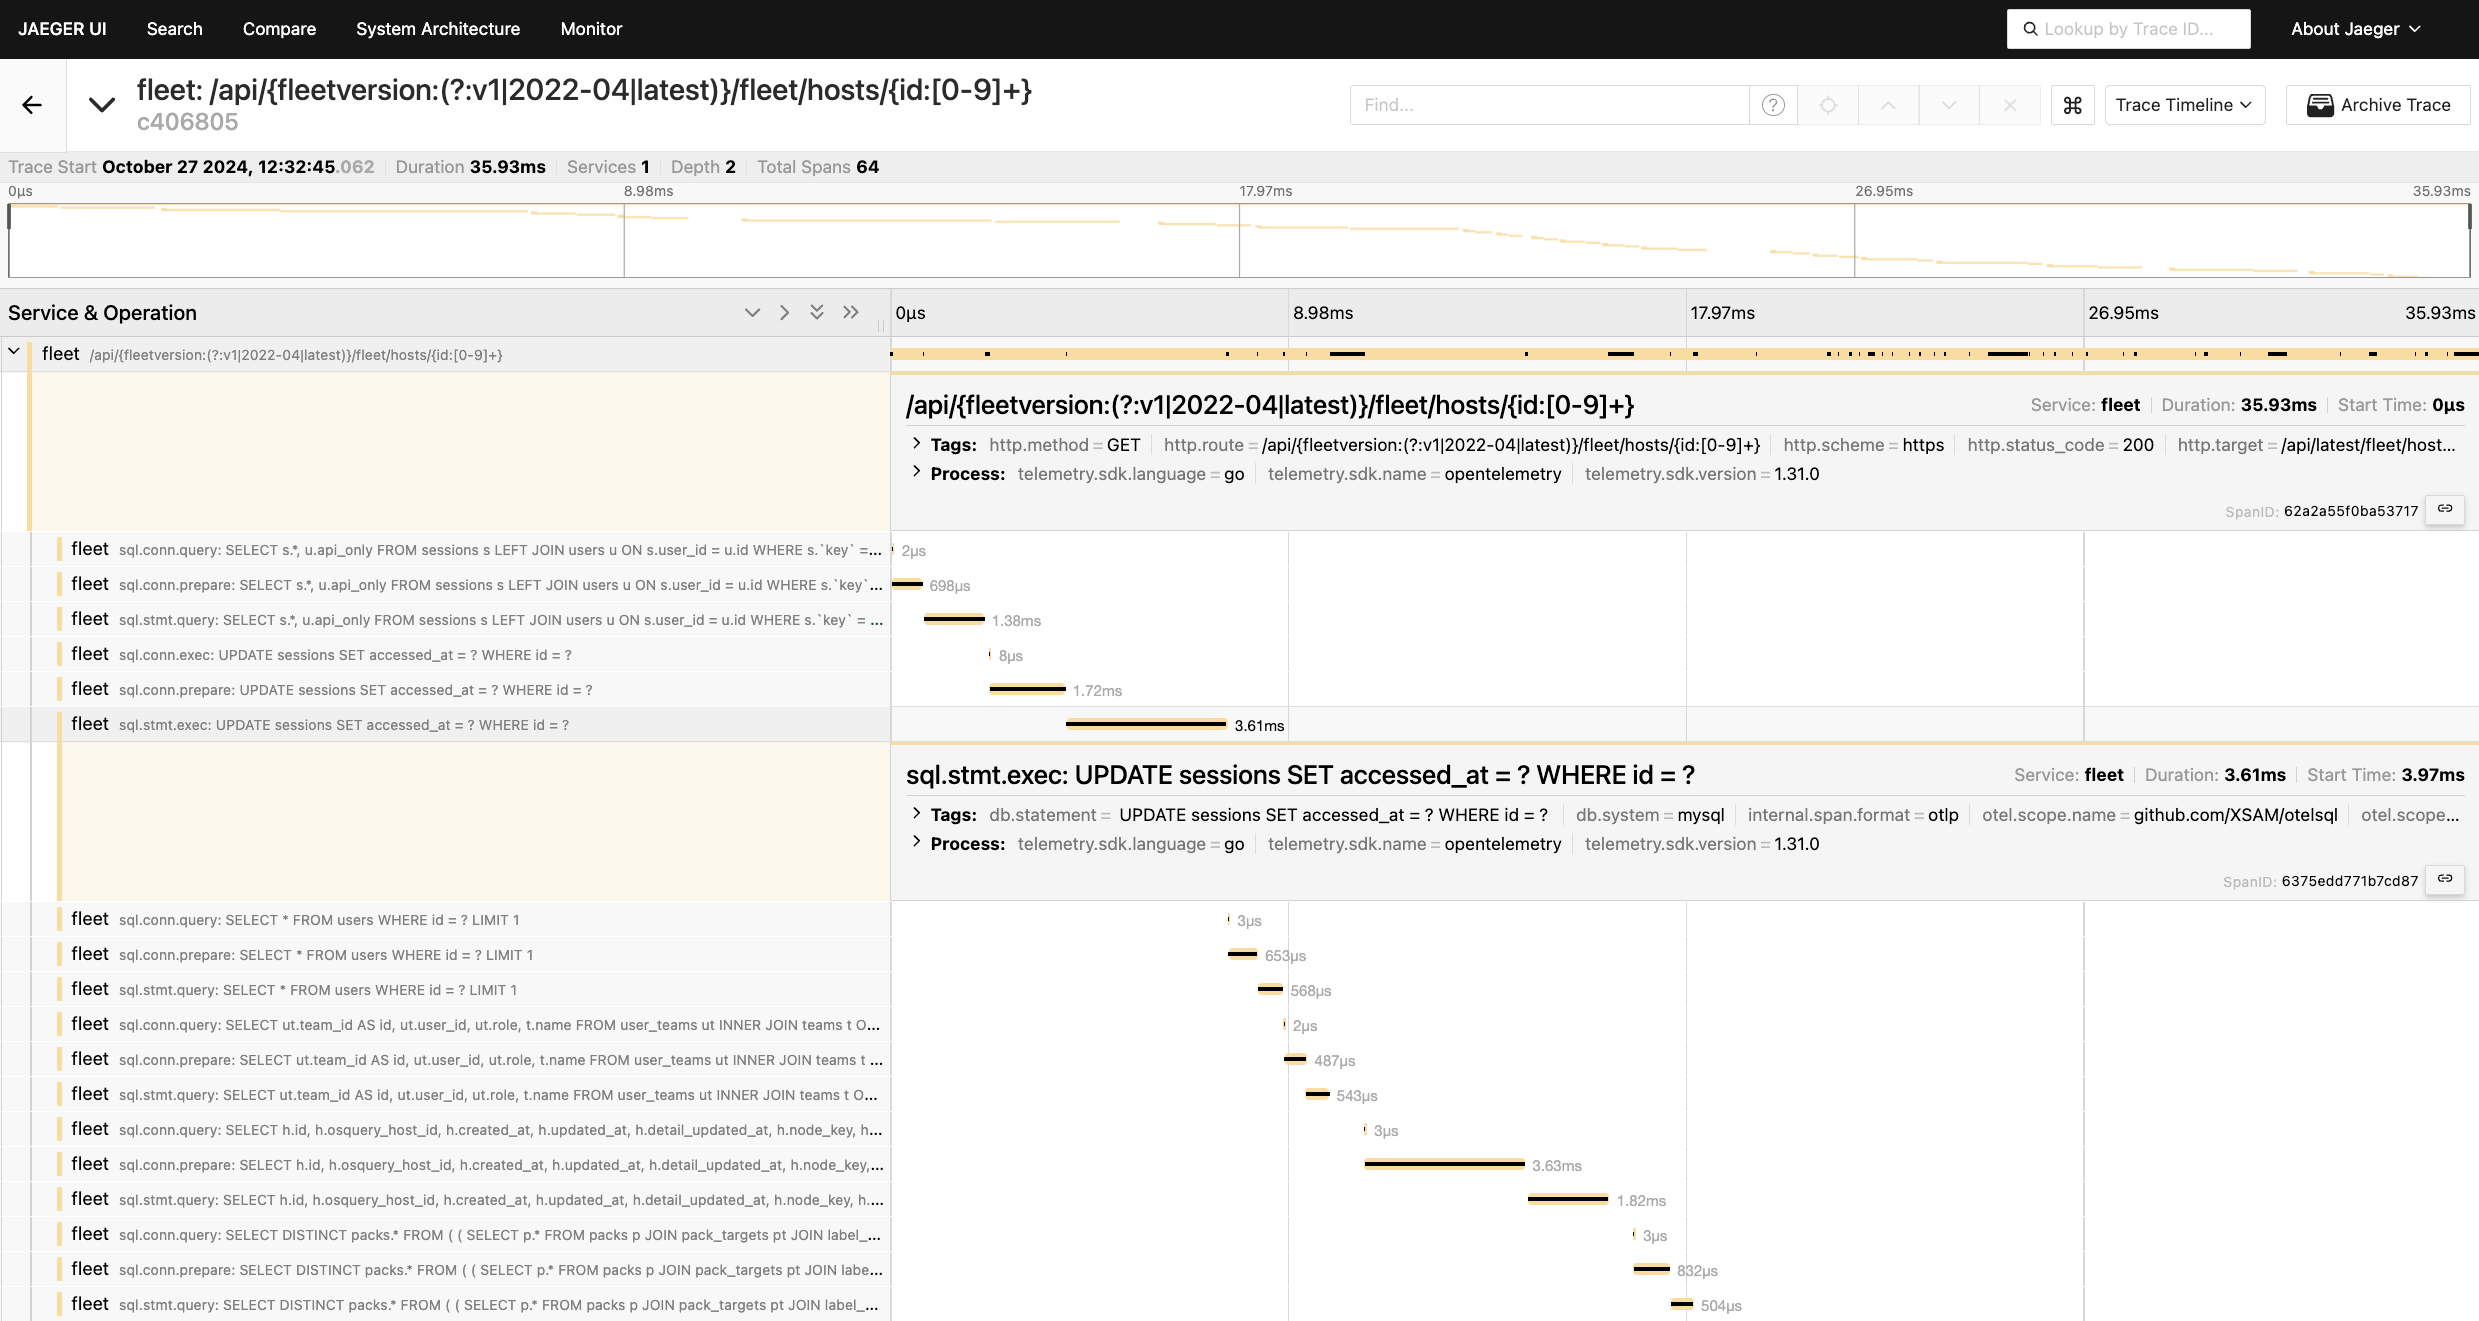 JAEGER UI Search Compare System Architecture Monitor Lookup by Trace ID... About Jaeger
fleet: /api/{fleetversion:(?:v1|2022-04|latest)}/fleet/hosts/{id:[0-9]+}
c406805
Find... Trace Timeline Archive Trace
Trace Start October 27 2024, 12:32:45.062 Duration 35.93ms Services 1 Depth 2 Total Spans 64
0μs 8.98ms 17.97ms 26.95ms 35.93ms
Service & Operation 0μs 8.98ms 17.97ms 26.95ms 35.93ms
fleet /api/{fleetversion:(?:v1|2022-04|latest)}/fleet/hosts/{id:[0-9]+}
/api/{fleetversion:(?:v1|2022-04|latest)}/fleet/hosts/{id:[0-9]+} Service: fleet Duration: 35.93ms Start Time: 0μs
Tags: http.method = GET http.route = /api/{fleetversion:(?:v1|2022-04|latest)}/fleet/hosts/{id:[0-9]+} http.scheme = https http.status_code = 200 http.target = /api/latest/fleet/host...
Process: telemetry.sdk.language = go telemetry.sdk.name = opentelemetry telemetry.sdk.version = 1.31.0
SpanID: 62a2a55f0ba53717
fleet sql.conn.query: SELECT s.*, u.api_only FROM sessions s LEFT JOIN users u ON s.user_id = u.id WHERE s.`key` =... 2μs
fleet sql.conn.prepare: SELECT s.*, u.api_only FROM sessions s LEFT JOIN users u ON s.user_id = u.id WHERE s.`key`... 698μs
fleet sql.stmt.query: SELECT s.*, u.api_only FROM sessions s LEFT JOIN users u ON s.user_id = u.id WHERE s.`key` = ... 1.38ms
fleet sql.conn.exec: UPDATE sessions SET accessed_at = ? WHERE id = ? 8μs
fleet sql.conn.prepare: UPDATE sessions SET accessed_at = ? WHERE id = ? 1.72ms
fleet sql.stmt.exec: UPDATE sessions SET accessed_at = ? WHERE id = ? 3.61ms
sql.stmt.exec: UPDATE sessions SET accessed_at = ? WHERE id = ? Service: fleet Duration: 3.61ms Start Time: 3.97ms
Tags: db.statement = UPDATE sessions SET accessed_at = ? WHERE id = ? db.system = mysql internal.span.format = otlp otel.scope.name = github.com/XSAM/otelsql otel.scope...
Process: telemetry.sdk.language = go telemetry.sdk.name = opentelemetry telemetry.sdk.version = 1.31.0
SpanID: 6375edd771b7cd87
fleet sql.conn.query: SELECT * FROM users WHERE id = ? LIMIT 1 3μs
fleet sql.conn.prepare: SELECT * FROM users WHERE id = ? LIMIT 1 653μs
fleet sql.stmt.query: SELECT * FROM users WHERE id = ? LIMIT 1 568μs
fleet sql.conn.query: SELECT ut.team_id AS id, ut.user_id, ut.role, t.name FROM user_teams ut INNER JOIN teams t O... 2μs
fleet sql.conn.prepare: SELECT ut.team_id AS id, ut.user_id, ut.role, t.name FROM user_teams ut INNER JOIN teams t ... 487μs
fleet sql.stmt.query: SELECT ut.team_id AS id, ut.user_id, ut.role, t.name FROM user_teams ut INNER JOIN teams t O... 543μs
fleet sql.conn.query: SELECT h.id, h.osquery_host_id, h.created_at, h.updated_at, h.detail_updated_at, h.node_key, h... 3μs
fleet sql.conn.prepare: SELECT h.id, h.osquery_host_id, h.created_at, h.updated_at, h.detail_updated_at, h.node_key,... 3.63ms
fleet sql.stmt.query: SELECT h.id, h.osquery_host_id, h.created_at, h.updated_at, h.detail_updated_at, h.node_key, h... 1.82ms
fleet sql.conn.query: SELECT DISTINCT packs.* FROM ( ( SELECT p.* FROM packs p JOIN pack_targets pt JOIN label_... 3μs
fleet sql.conn.prepare: SELECT DISTINCT packs.* FROM ( ( SELECT p.* FROM packs p JOIN pack_targets pt JOIN labe... 832μs
fleet sql.stmt.query: SELECT DISTINCT packs.* FROM ( ( SELECT p.* FROM packs p JOIN pack_targets pt JOIN label_... 504μs